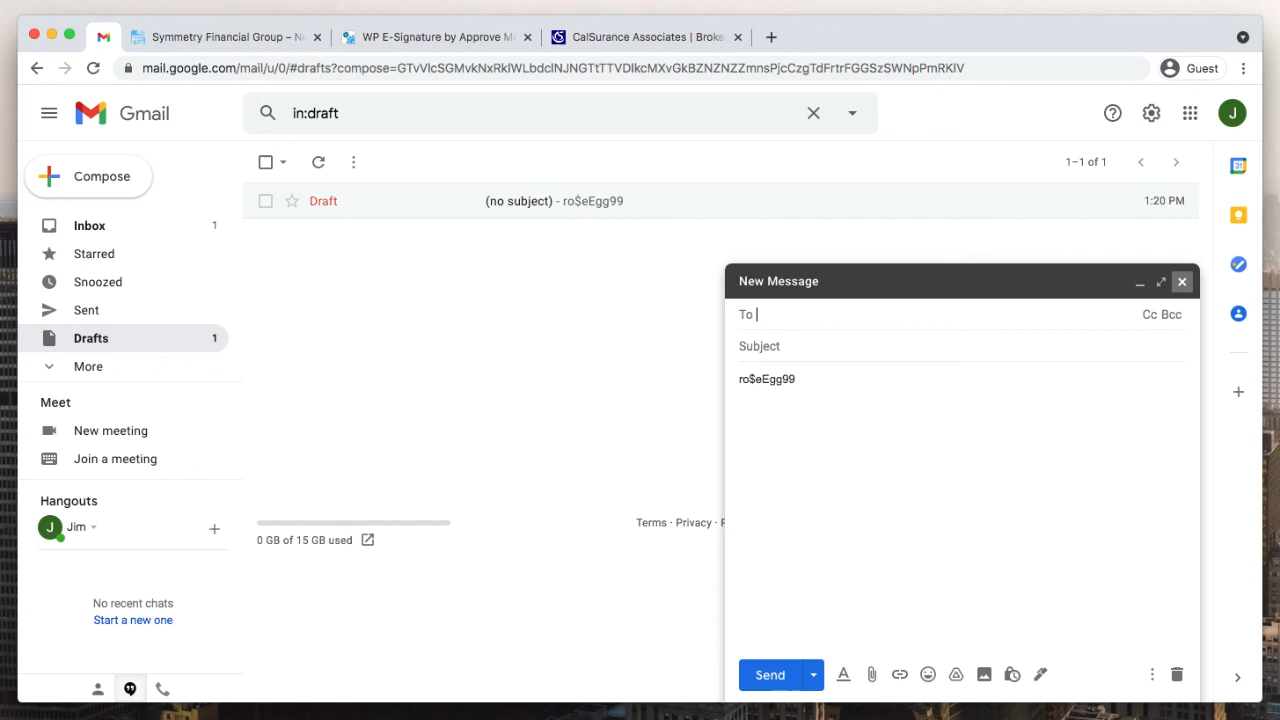 Symmetry Financial Group – Ne
WP E-Signature by Approve M
CalSurance Associates | Broke
mail.google.com/mail/u/0/#drafts?compose=GTvVlcSGMvkNxRklWLbdclNJNGTtTTVDlkcMXvGkBZNZNZZmnsPjcCzgTdFrtrFGGSzSWNpPmRKlV
Guest
Gmail
in:draft
J
Compose
1–1 of 1
Draft
(no subject) - ro$eEgg99
1:20 PM
Inbox
1
Starred
Snoozed
Sent
Drafts
1
More
Meet
New meeting
Join a meeting
Hangouts
J
Jim
No recent chats
Start a new one
0 GB of 15 GB used
Terms · Privacy ·
31
New Message
To
Cc Bcc
Subject
ro$eEgg99
Send